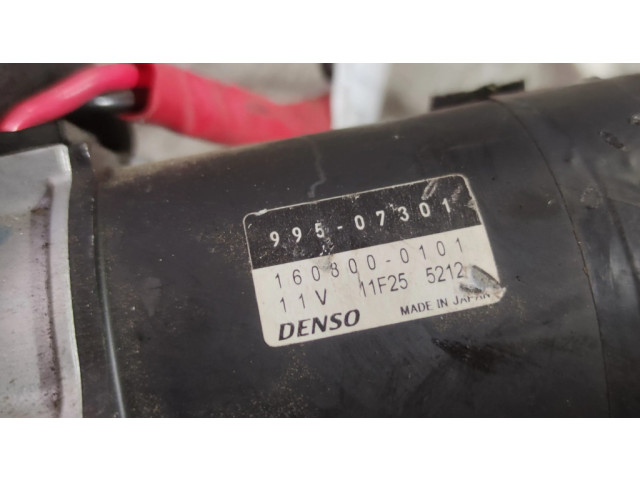 995-07301
160800-0101
11V 11F25 5212
DENSO MADE IN JAPAN